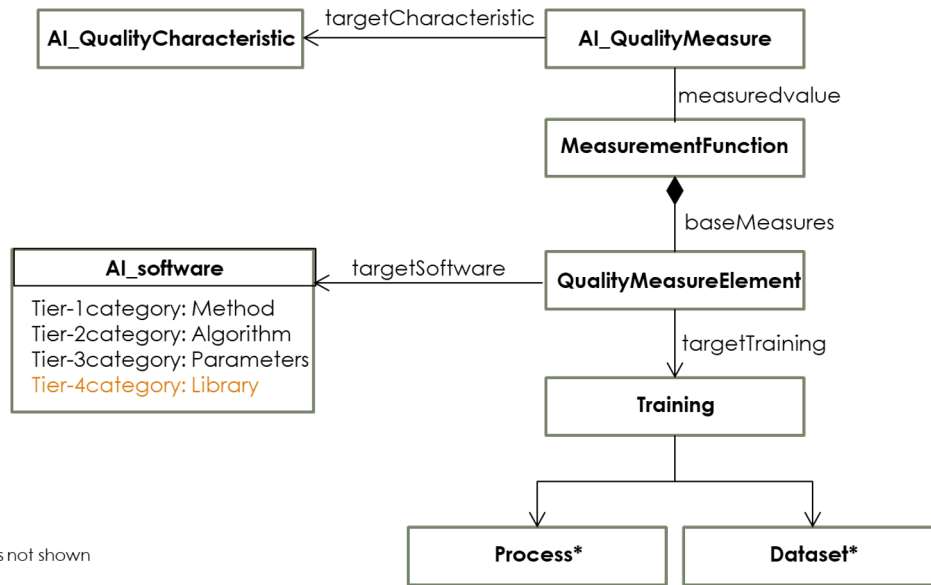 targetCharacteristic
AI_QualityCharacteristic
AI_QualityMeasure
measuredvalue
MeasurementFunction
baseMeasures
AI_software
targetSoftware
QualityMeasureElement
Tier-1category: Method
Tier-2category: Algorithm
Tier-3category: Parameters
Tier-4category: Library
targetTraining
Training
not shown
Process*
Dataset*